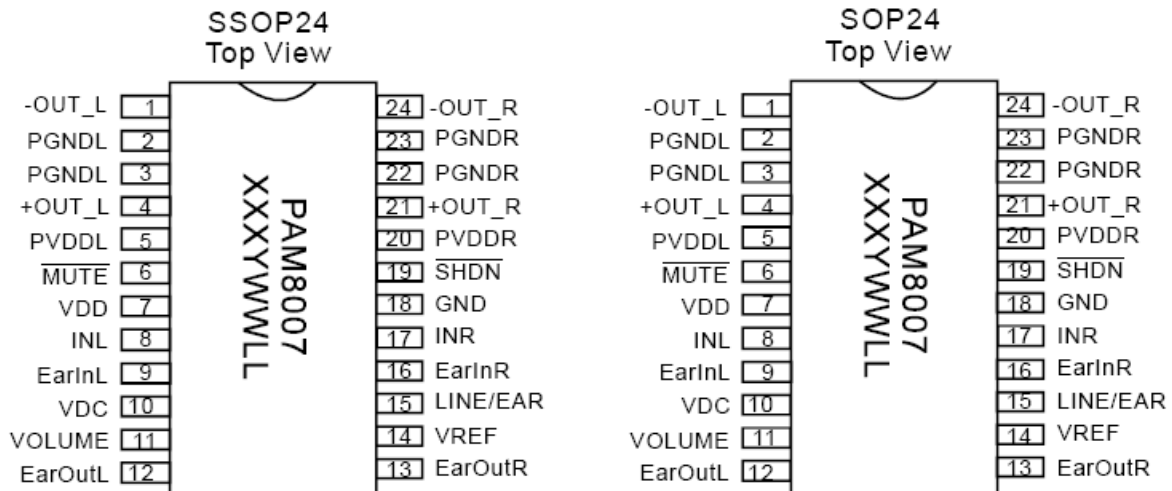 SSOP24
Top View
-OUT_L 1
PGNDL 2
PGNDL 3
+OUT_L 4
PVDDL 5
MUTE 6
VDD 7
INL 8
EarInL 9
VDC 10
VOLUME 11
EarOutL 12
PAM8007
XXXYWWLL
24 -OUT_R
23 PGNDR
22 PGNDR
21 +OUT_R
20 PVDDR
19 SHDN
18 GND
17 INR
16 EarInR
15 LINE/EAR
14 VREF
13 EarOutR
SOP24
Top View
-OUT_L 1
PGNDL 2
PGNDL 3
+OUT_L 4
PVDDL 5
MUTE 6
VDD 7
INL 8
EarInL 9
VDC 10
VOLUME 11
EarOutL 12
PAM8007
XXXYWWLL
24 -OUT_R
23 PGNDR
22 PGNDR
21 +OUT_R
20 PVDDR
19 SHDN
18 GND
17 INR
16 EarInR
15 LINE/EAR
14 VREF
13 EarOutR